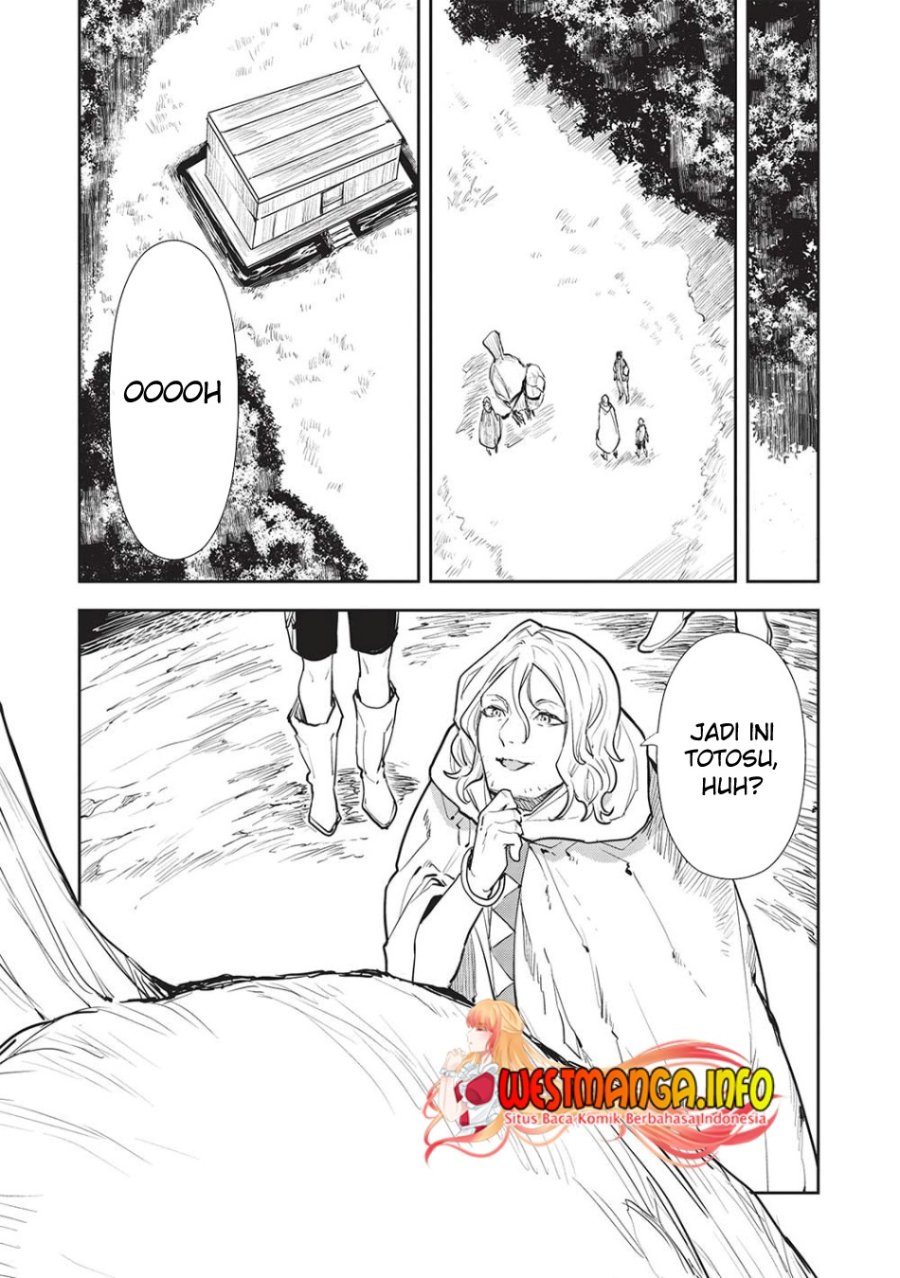 OOOOH
JADI INI
TOTOSU,
HUH?
WESTMANGA.INFO
Situs Baca Komik Berbahasa Indonesia